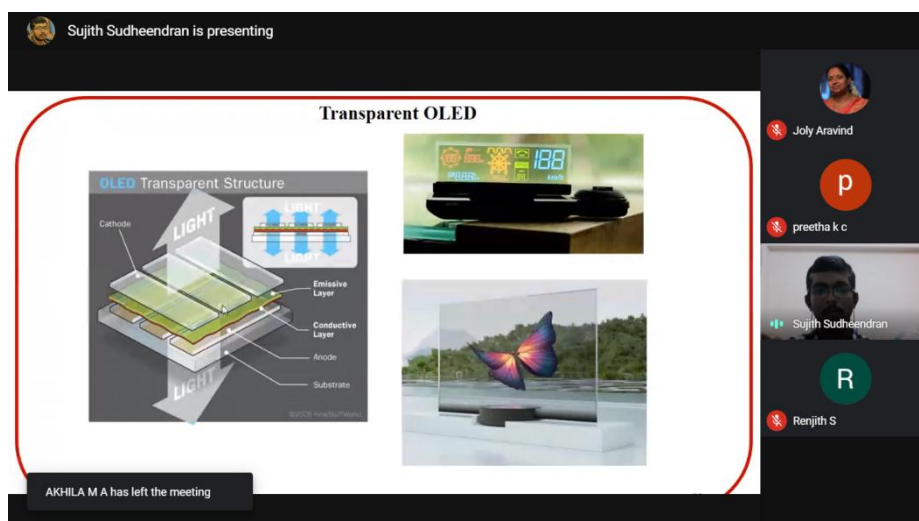 Sujith Sudheendran is presenting
Transparent OLED
OLED Transparent Structure
LIGHT
LIGHT
LIGHT
Cathode
Emissive
Layer
Conductive
Layer
Anode
Substrate
LIGHT
188
km/h
Joly Aravind
p
preetha k c
Sujith Sudheendran
R
Renjith S
AKHILA M A has left the meeting